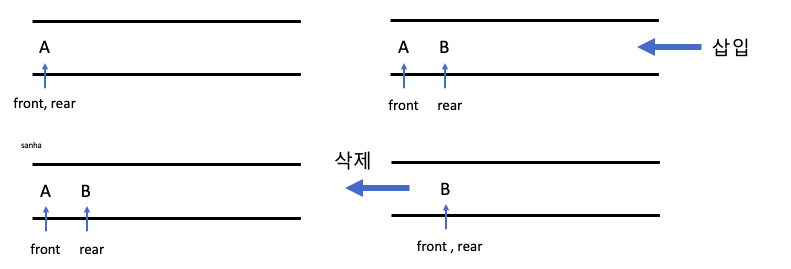 A
front, rear
A B
삽입
front rear
sanha
A B
front rear
삭제
B
front , rear